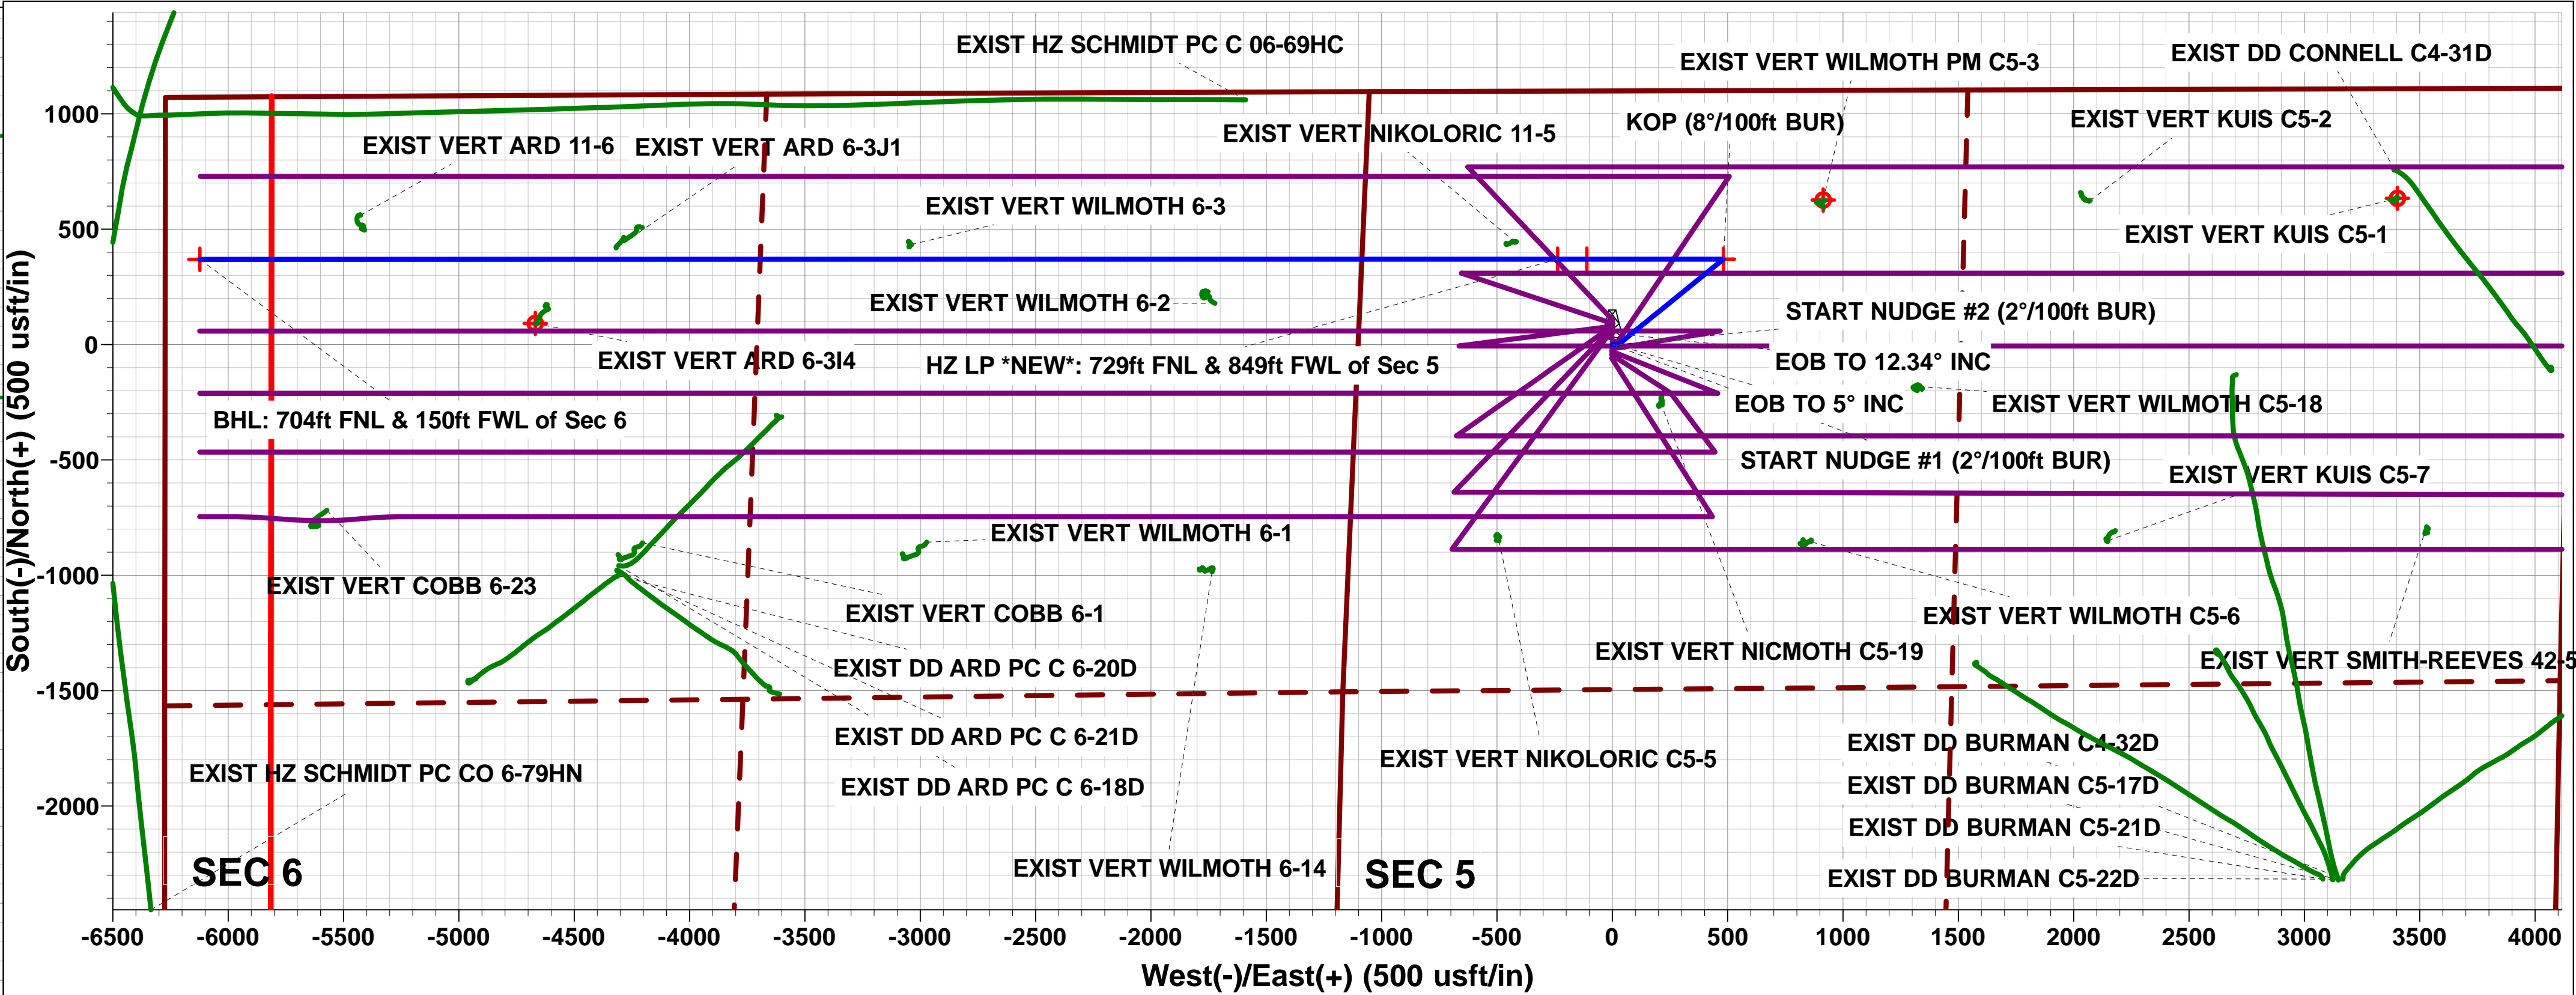 EXIST HZ SCHMIDT PC C 06-69HC
EXIST VERT WILMOTH PM C5-3
EXIST DD CONNELL C4-31D
EXIST VERT ARD 11-6
EXIST VERT ARD 6-3J1
EXIST VERT NIKOLORIC 11-5
KOP (8°/100ft BUR)
EXIST VERT KUIS C5-2
EXIST VERT WILMOTH 6-3
EXIST VERT KUIS C5-1
EXIST VERT WILMOTH 6-2
START NUDGE #2 (2°/100ft BUR)
EXIST VERT ARD 6-3I4
HZ LP *NEW*: 729ft FNL & 849ft FWL of Sec 5
EOB TO 12.34° INC
BHL: 704ft FNL & 150ft FWL of Sec 6
EOB TO 5° INC
EXIST VERT WILMOTH C5-18
START NUDGE #1 (2°/100ft BUR)
EXIST VERT KUIS C5-7
EXIST VERT WILMOTH 6-1
EXIST VERT COBB 6-23
EXIST VERT COBB 6-1
EXIST VERT WILMOTH C5-6
EXIST VERT NICMOTH C5-19
EXIST VERT SMITH-REEVES 42-5
EXIST DD ARD PC C 6-20D
EXIST DD ARD PC C 6-21D
EXIST DD BURMAN C4-32D
EXIST VERT NIKOLORIC C5-5
EXIST HZ SCHMIDT PC CO 6-79HN
EXIST DD ARD PC C 6-18D
EXIST DD BURMAN C5-17D
EXIST DD BURMAN C5-21D
EXIST VERT WILMOTH 6-14
EXIST DD BURMAN C5-22D
SEC 6
SEC 5
South(-)/North(+) (500 usft/in)
1000
500
0
-500
-1000
-1500
-2000
-6500 -6000 -5500 -5000 -4500 -4000 -3500 -3000 -2500 -2000 -1500 -1000 -500 0 500 1000 1500 2000 2500 3000 3500 4000
West(-)/East(+) (500 usft/in)